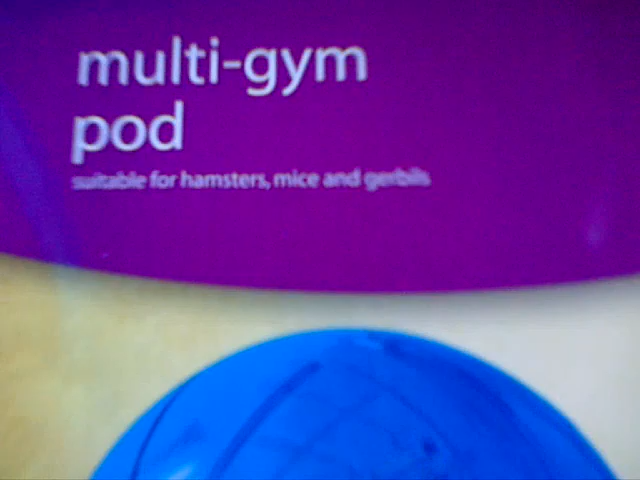 multi-gym
pod
suitable for hamsters, mice and gerbils